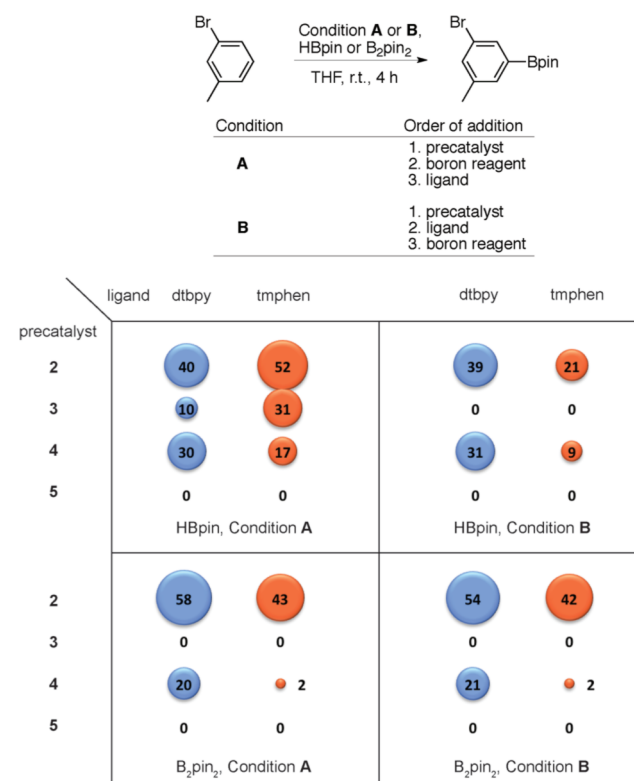 Br
Condition A or B,
HBpin or B2pin2
THF, r.t., 4 h
Br
Bpin
Condition Order of addition
A
1. precatalyst
2. boron reagent
3. ligand
B
1. precatalyst
2. ligand
3. boron reagent
ligand dtbpy tmphen dtbpy tmphen
precatalyst
2 40 52 39 21
3 10 31 0 0
4 30 17 31 9
5 0 0 0 0
HBpin, Condition A HBpin, Condition B
2 58 43 54 42
3 0 0 0 0
4 20 2 21 2
5 0 0 0 0
B2pin2, Condition A B2pin2, Condition B